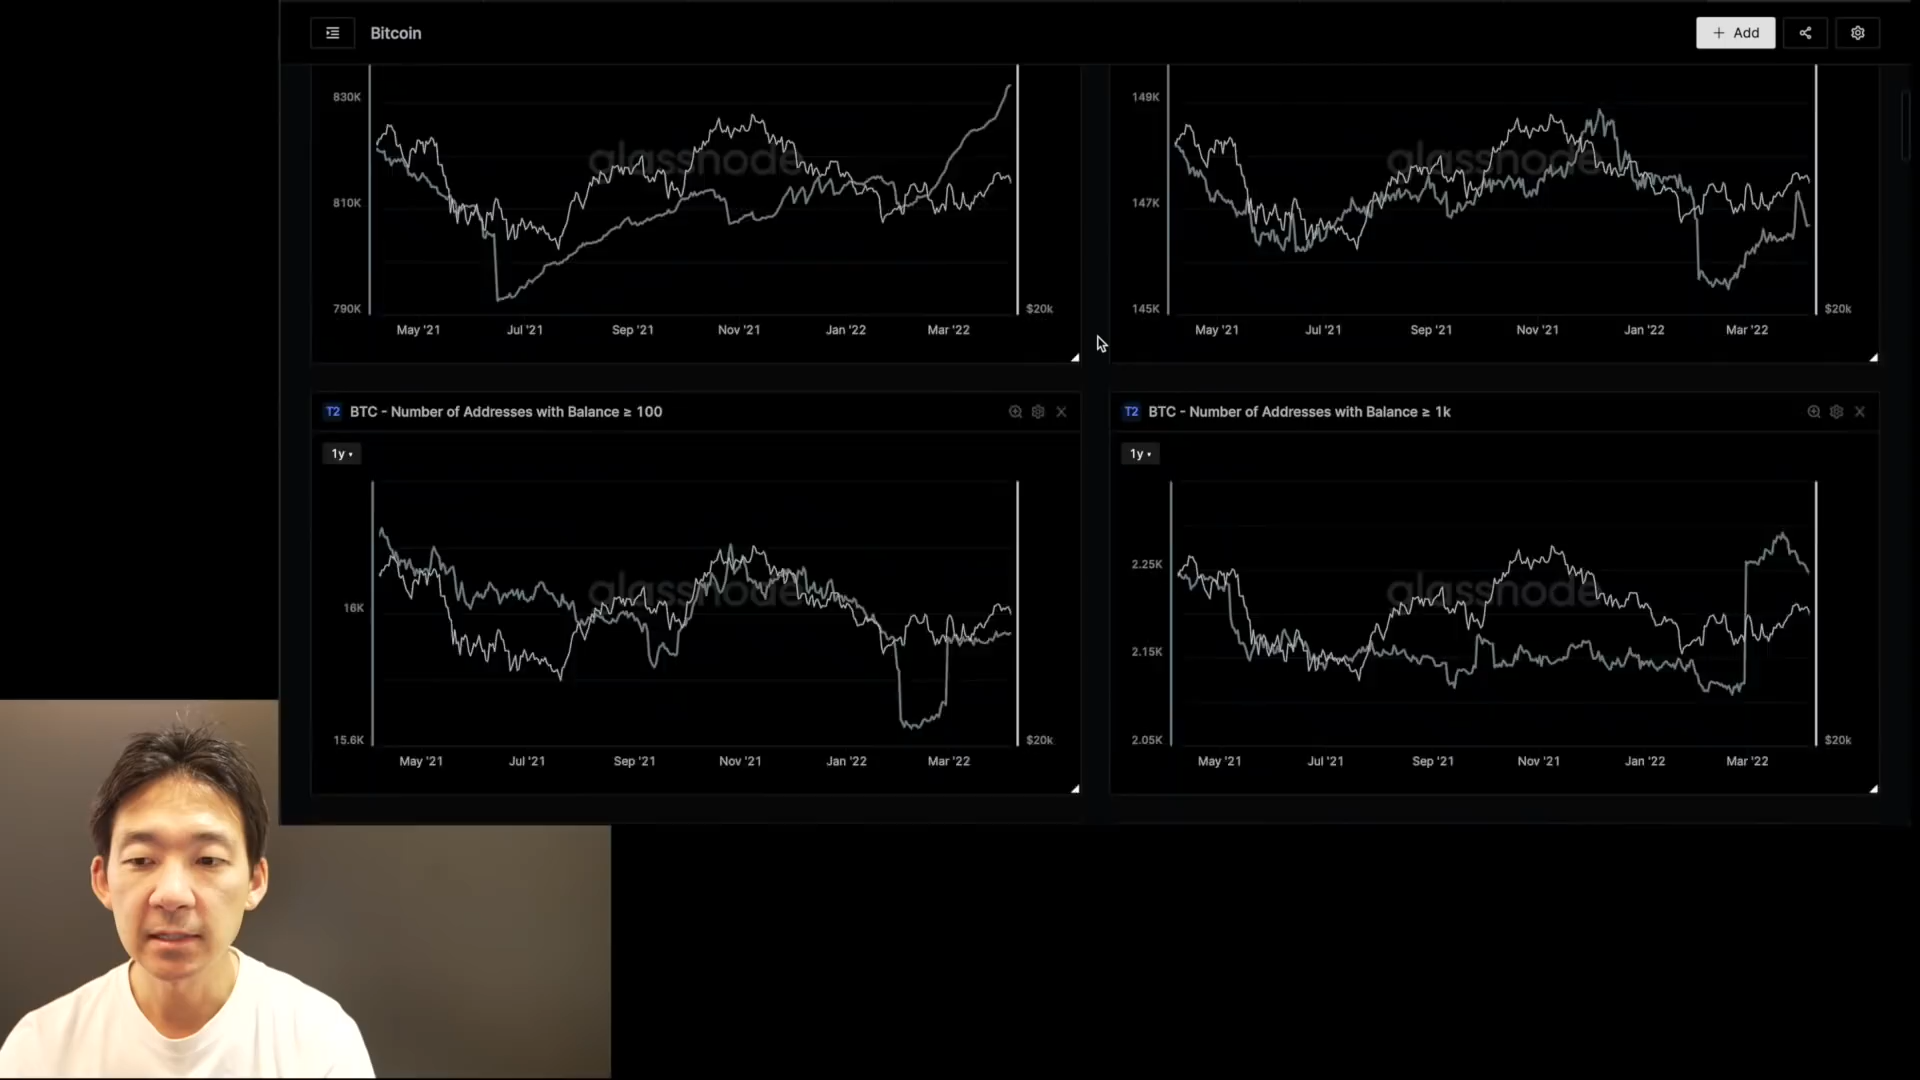 Bitcoin
+ Add
830K
glassnode
810K
790K
$20k
May '21
Jul '21
Sep '21
Nov '21
Jan '22
Mar '22
149K
glassnode
147K
145K
$20k
May '21
Jul '21
Sep '21
Nov '21
Jan '22
Mar '22
T2 BTC - Number of Addresses with Balance ≥ 100
1y
glassnode
16K
15.6K
$20k
May '21
Jul '21
Sep '21
Nov '21
Jan '22
Mar '22
T2 BTC - Number of Addresses with Balance ≥ 1k
1y
2.25K
glassnode
2.15K
2.05K
$20k
May '21
Jul '21
Sep '21
Nov '21
Jan '22
Mar '22